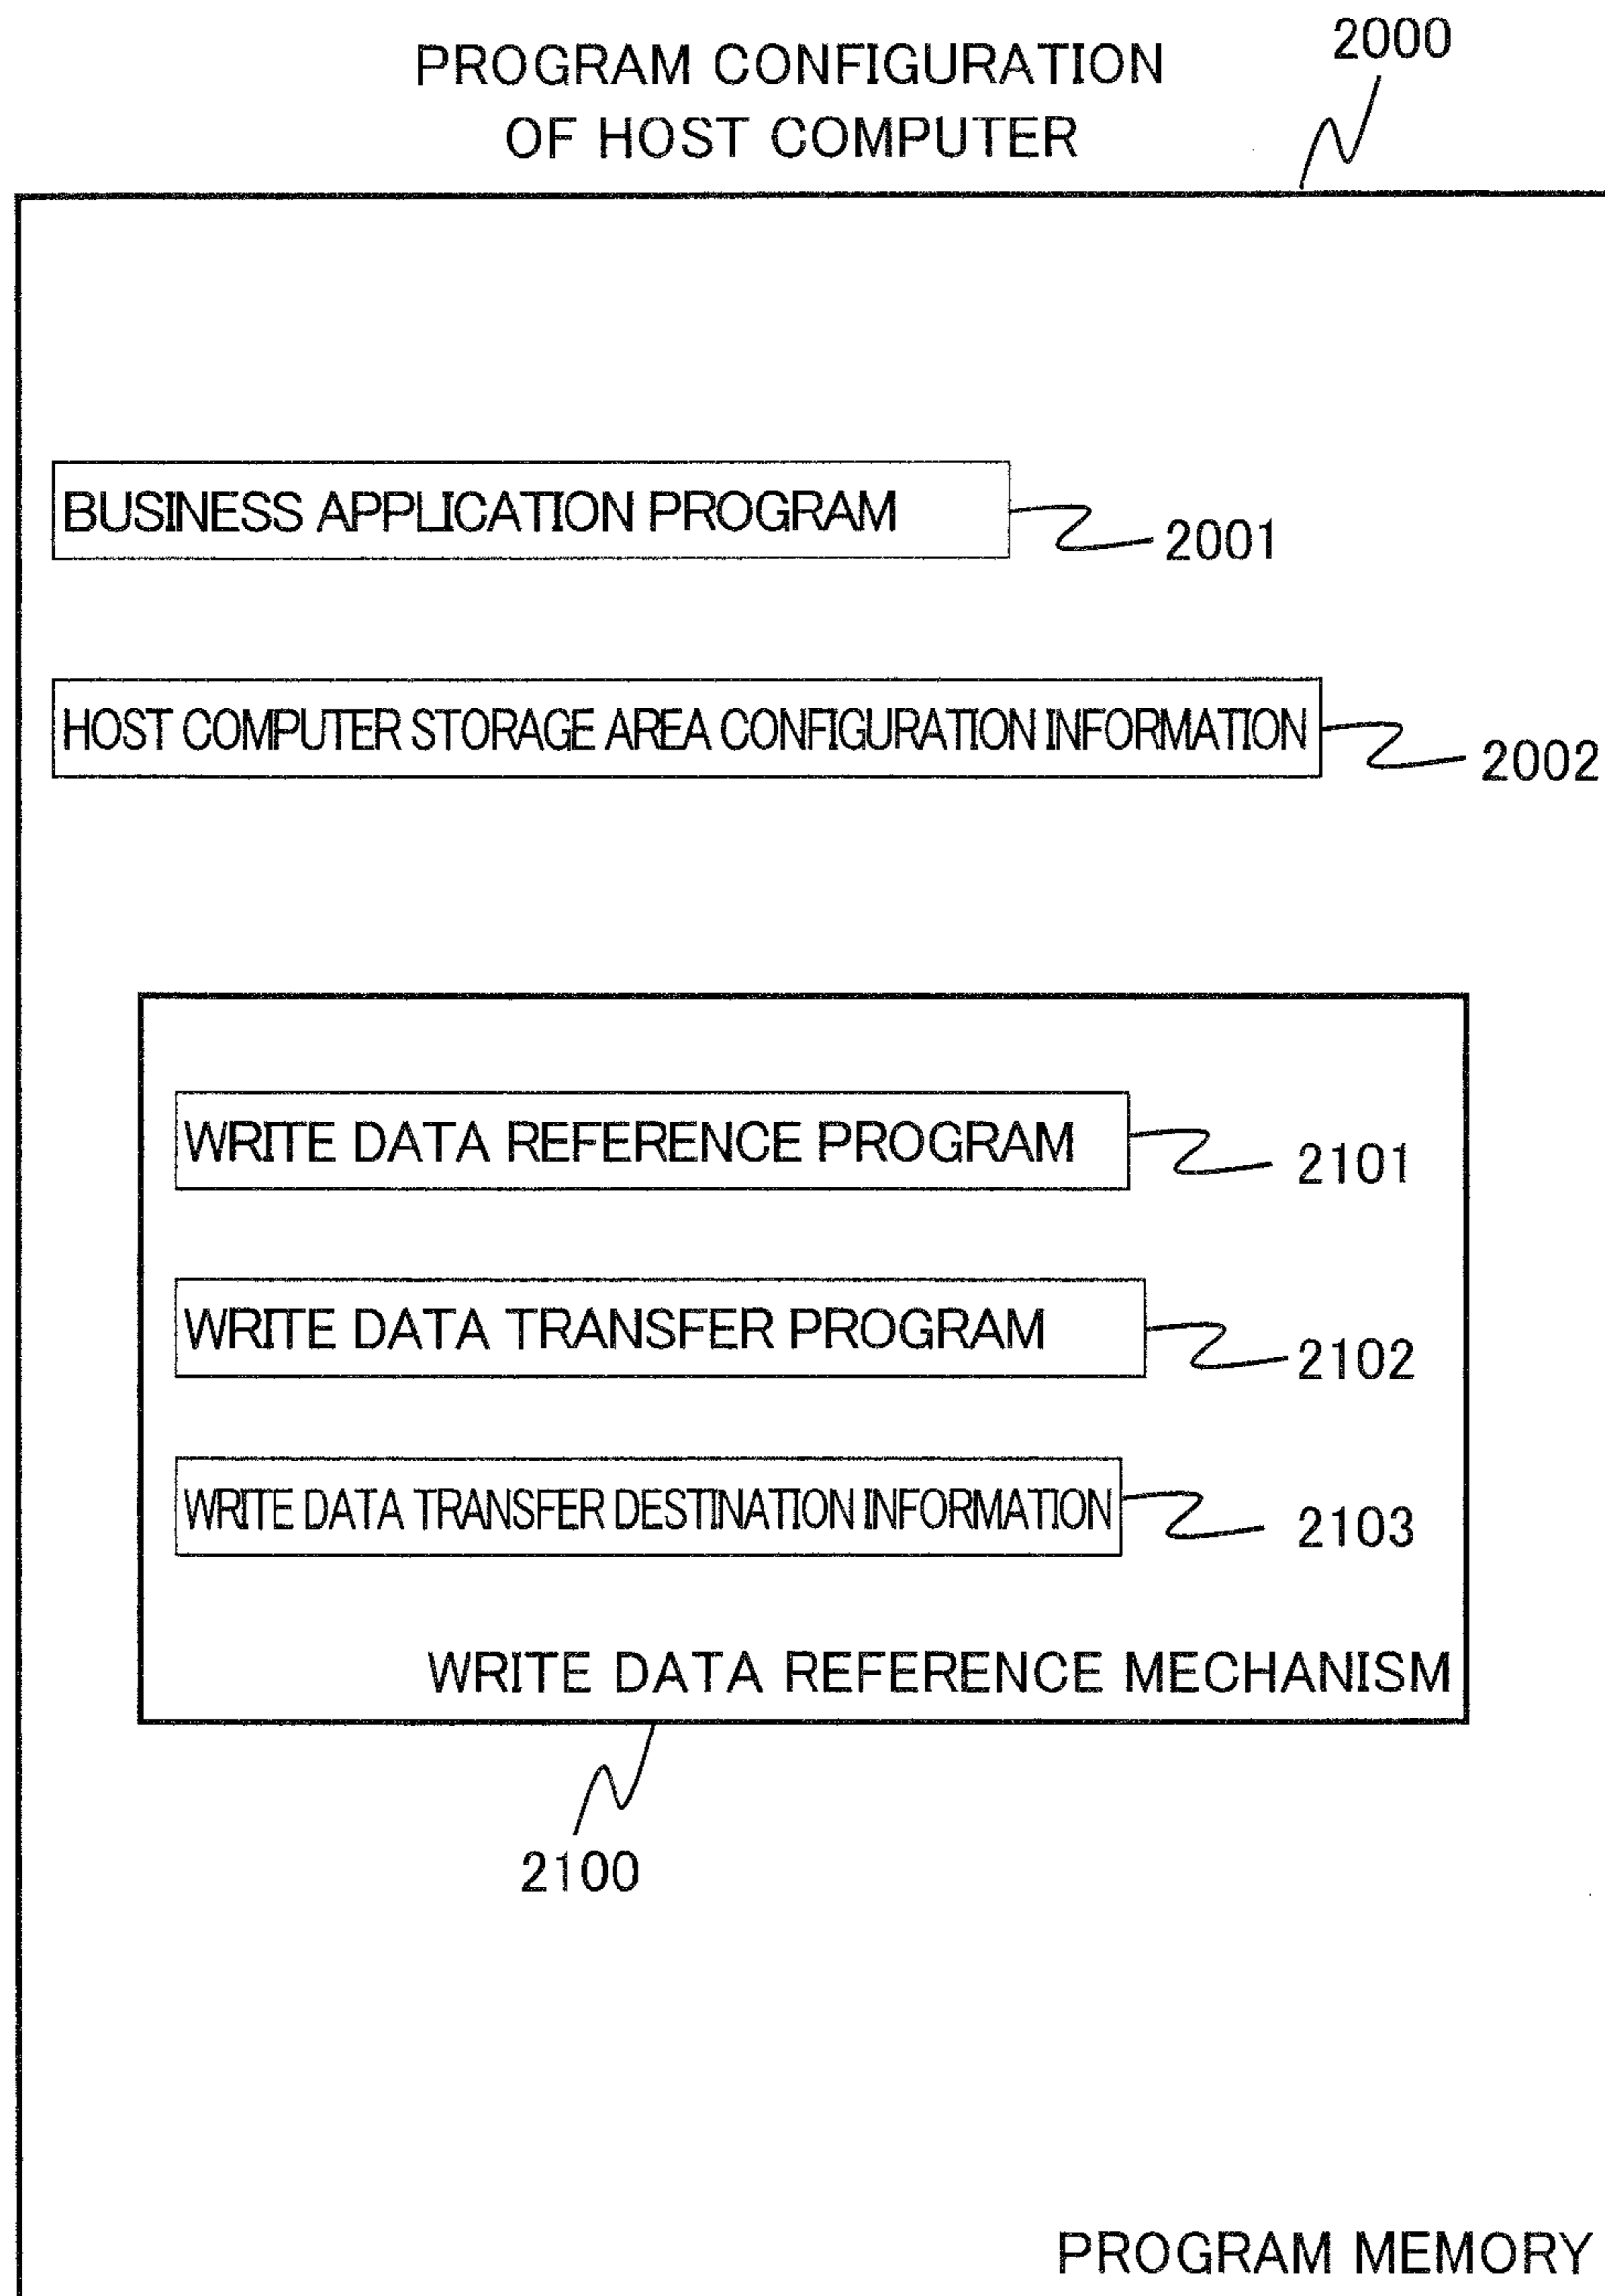 PROGRAM CONFIGURATION
OF HOST COMPUTER
2000
BUSINESS APPLICATION PROGRAM
2001
HOST COMPUTER STORAGE AREA CONFIGURATION INFORMATION
2002
WRITE DATA REFERENCE PROGRAM
2101
WRITE DATA TRANSFER PROGRAM
2102
WRITE DATA TRANSFER DESTINATION INFORMATION
2103
WRITE DATA REFERENCE MECHANISM
2100
PROGRAM MEMORY